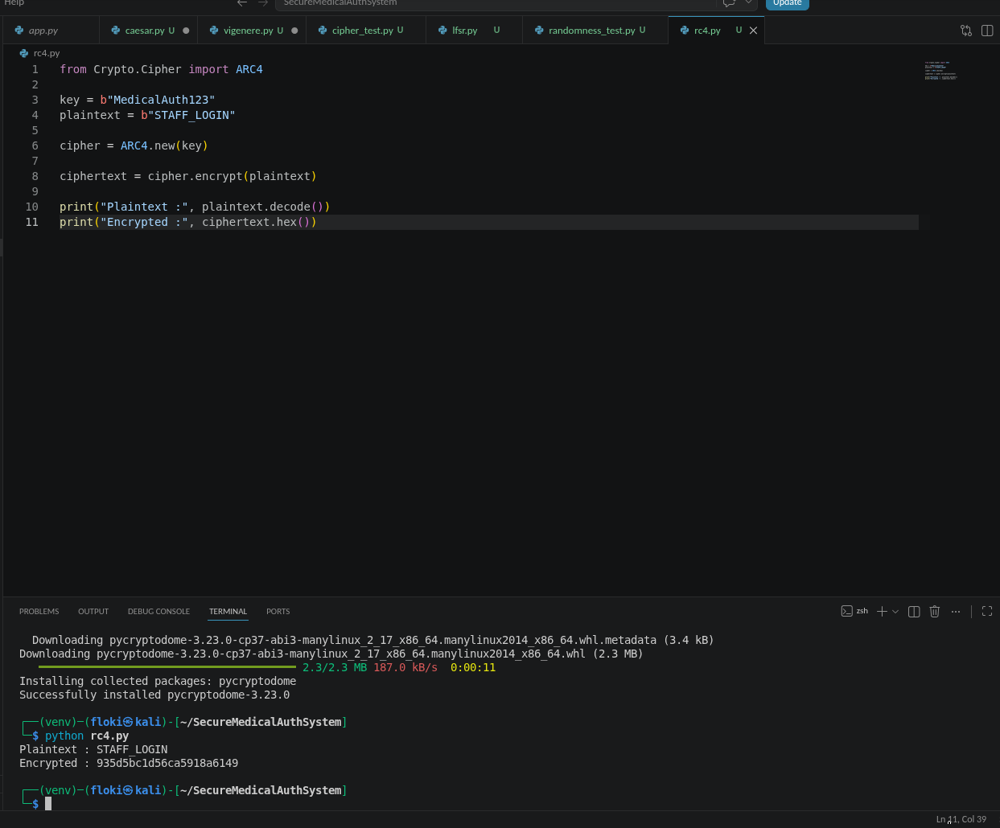 Help
SecureMedicalAuthSystem
Update
app.py
caesar.py U
vigenere.py U
cipher_test.py U
lfsr.py U
randomness_test.py U
rc4.py U
rc4.py
1 from Crypto.Cipher import ARC4
2
3 key = b"MedicalAuth123"
4 plaintext = b"STAFF_LOGIN"
5
6 cipher = ARC4.new(key)
7
8 ciphertext = cipher.encrypt(plaintext)
9
10 print("Plaintext :", plaintext.decode())
11 print("Encrypted :", ciphertext.hex())
PROBLEMS OUTPUT DEBUG CONSOLE TERMINAL PORTS
zsh
Downloading pycryptodome-3.23.0-cp37-abi3-manylinux_2_17_x86_64.manylinux2014_x86_64.whl.metadata (3.4 kB)
Downloading pycryptodome-3.23.0-cp37-abi3-manylinux_2_17_x86_64.manylinux2014_x86_64.whl (2.3 MB)
2.3/2.3 MB 187.0 kB/s 0:00:11
Installing collected packages: pycryptodome
Successfully installed pycryptodome-3.23.0
┌──(venv)─(floki㉿kali)-[~/SecureMedicalAuthSystem]
└─$ python rc4.py
Plaintext : STAFF_LOGIN
Encrypted : 935d5bc1d56ca5918a6149
┌──(venv)─(floki㉿kali)-[~/SecureMedicalAuthSystem]
└─$
Ln 11, Col 39